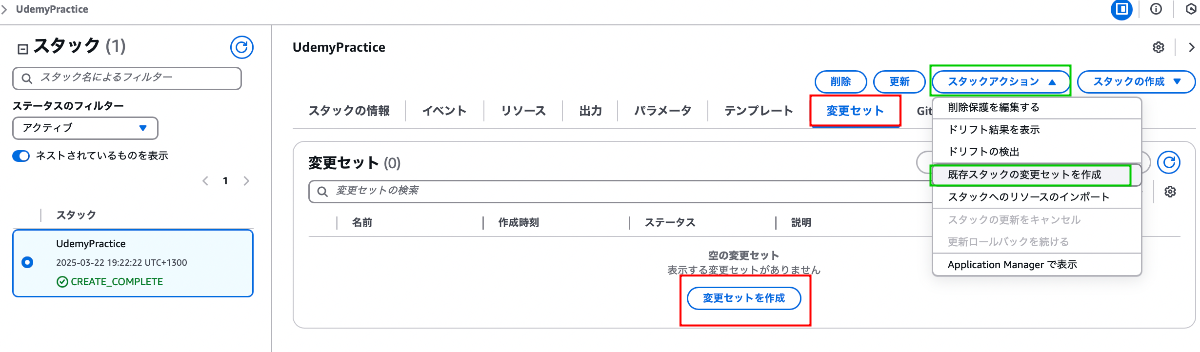 UdemyPractice
スタック (1)
スタック名によるフィルター
ステータスのフィルター
アクティブ
ネストされているものを表示
1
スタック
UdemyPractice
2025-03-22 19:22:22 UTC+1300
CREATE_COMPLETE
UdemyPractice
削除 更新 スタックアクション スタックの作成
スタックの情報 イベント リソース 出力 パラメータ テンプレート 変更セット Git
変更セット (0)
変更セットの検索
名前 作成時刻 ステータス 説明
空の変更セット
表示する変更セットがありません
変更セットを作成
削除保護を編集する
ドリフト結果を表示
ドリフトの検出
既存スタックの変更セットを作成
スタックへのリソースのインポート
スタックの更新をキャンセル
更新ロールバックを続ける
Application Manager で表示